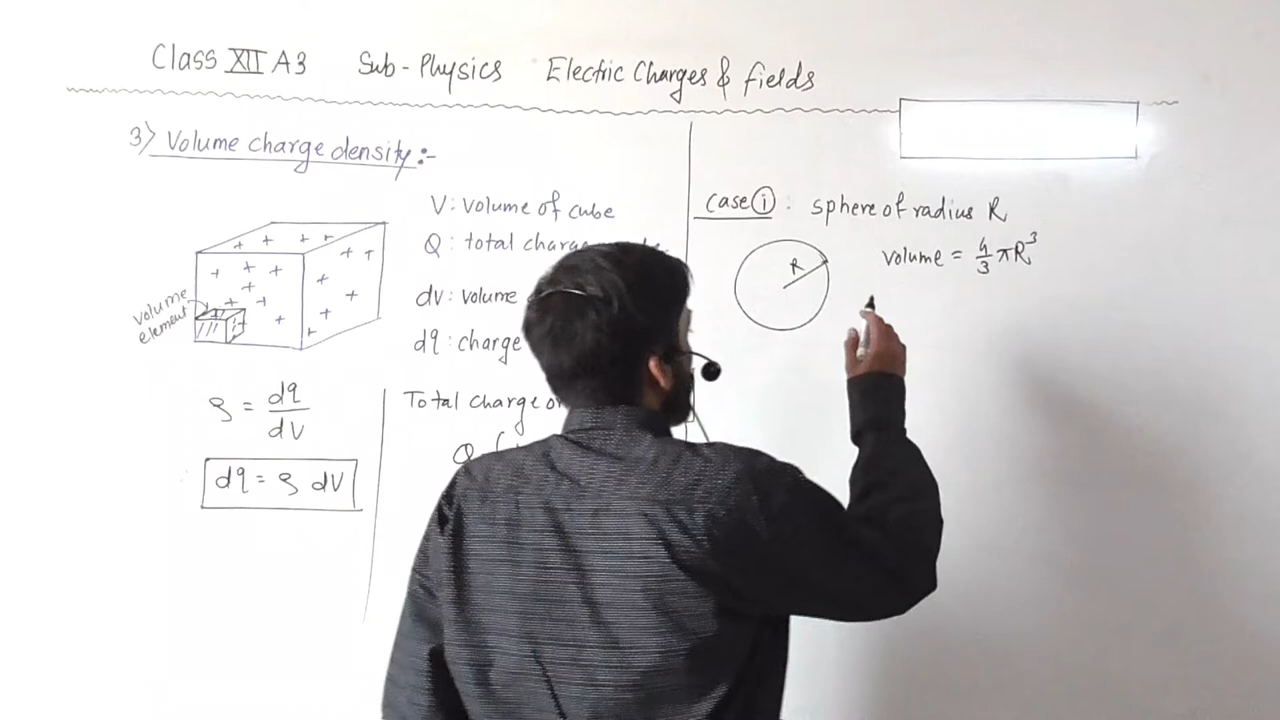 Class XII A3 Sub - Physics Electric Charges & fields
3) Volume charge density :-
V : volume of cube
Q : total charge
dv : volume
dq : charge
volume element
ρ = dq/dV
dq = ρ dV
Total charge
Q
case (i) : sphere of radius R
R
volume = 4/3 πR³